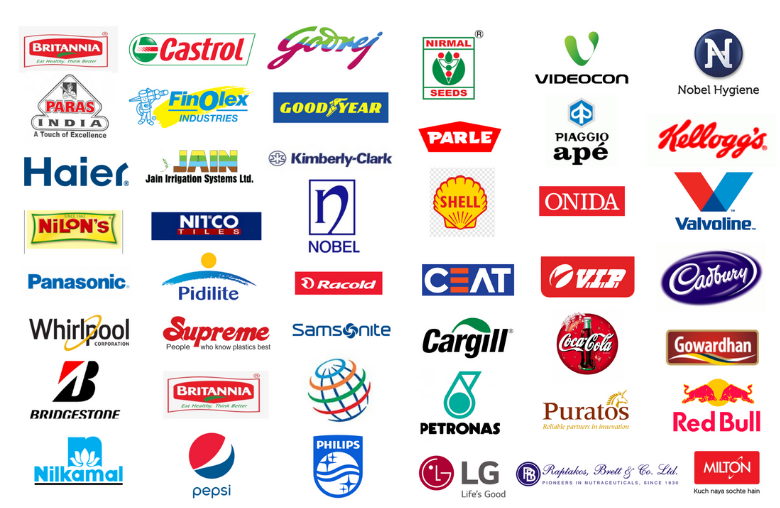 BRITANNIA
®
Eat Healthy, Think Better
Castrol
Godrej
NIRMAL
®
SEEDS
VIDEOCON
N
Nobel Hygiene
PARAS
INDIA
A Touch of Excellence
FinOlex
INDUSTRIES
GOODYEAR
PARLE
PIAGGIO
apé
Kellogg's®
Haier®
JAIN
Jain Irrigation Systems Ltd.
Kimberly-Clark
NiLON'S
NITCO
TILES
n
NOBEL
SHELL
ONIDA
Valvoline™
Panasonic
Pidilite
Racold
CEAT
V.I.P.
Cadbury
Whirlpool
CORPORATION
Supreme
People who know plastics best
Samsonite
Cargill®
Coca-Cola
Gowardhan
B
BRIDGESTONE
BRITANNIA
®
Eat Healthy, Think Better
PETRONAS
Puratos
Reliable partners in innovation
Red Bull
Nilkamal
pepsi
PHILIPS
LG
Life's Good
RB
Raptakos, Brett & Co. Ltd.
PIONEERS IN NUTRACEUTICALS, SINCE 1930
MILTON
Kuch naya sochte hain